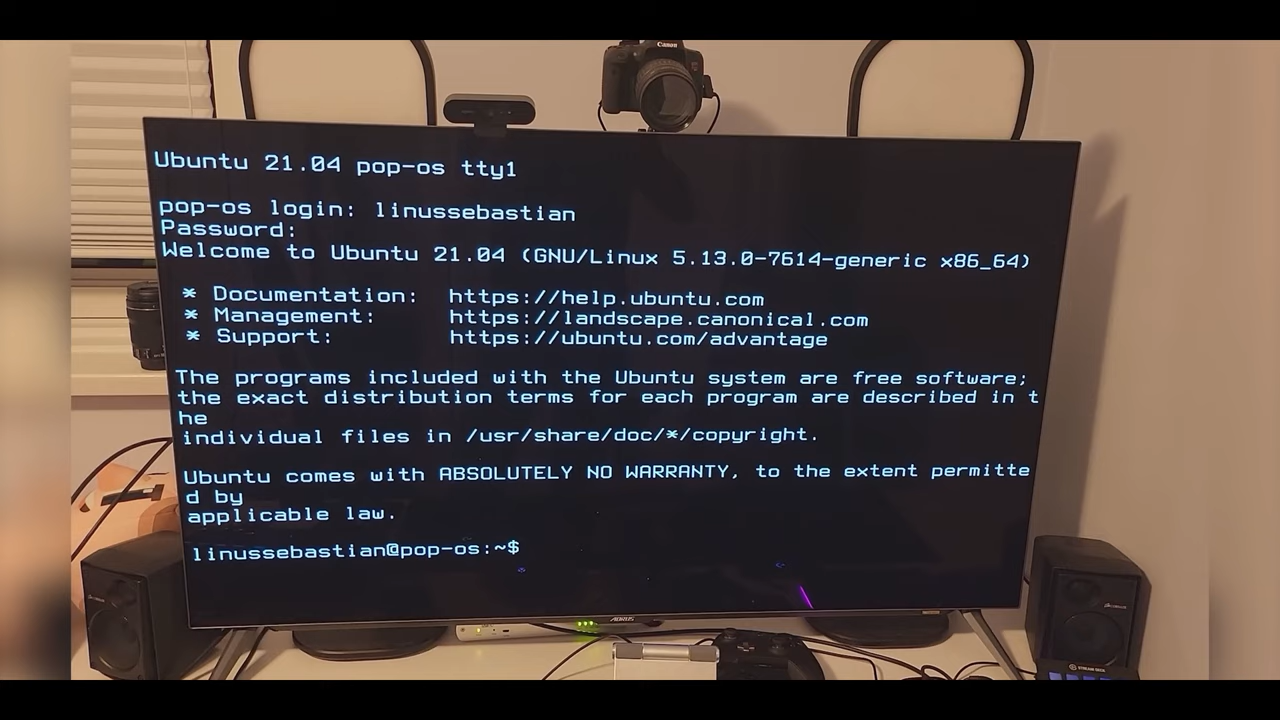 Canon
Ubuntu 21.04 pop-os tty1
pop-os login: linussebastian
Password:
Welcome to Ubuntu 21.04 (GNU/Linux 5.13.0-7614-generic x86_64)
* Documentation: https://help.ubuntu.com
* Management: https://landscape.canonical.com
* Support: https://ubuntu.com/advantage
The programs included with the Ubuntu system are free software;
the exact distribution terms for each program are described in t
he
individual files in /usr/share/doc/*/copyright.
Ubuntu comes with ABSOLUTELY NO WARRANTY, to the extent permitte
d by
applicable law.
linussebastian@pop-os:~$
AORUS
STREAM DECK